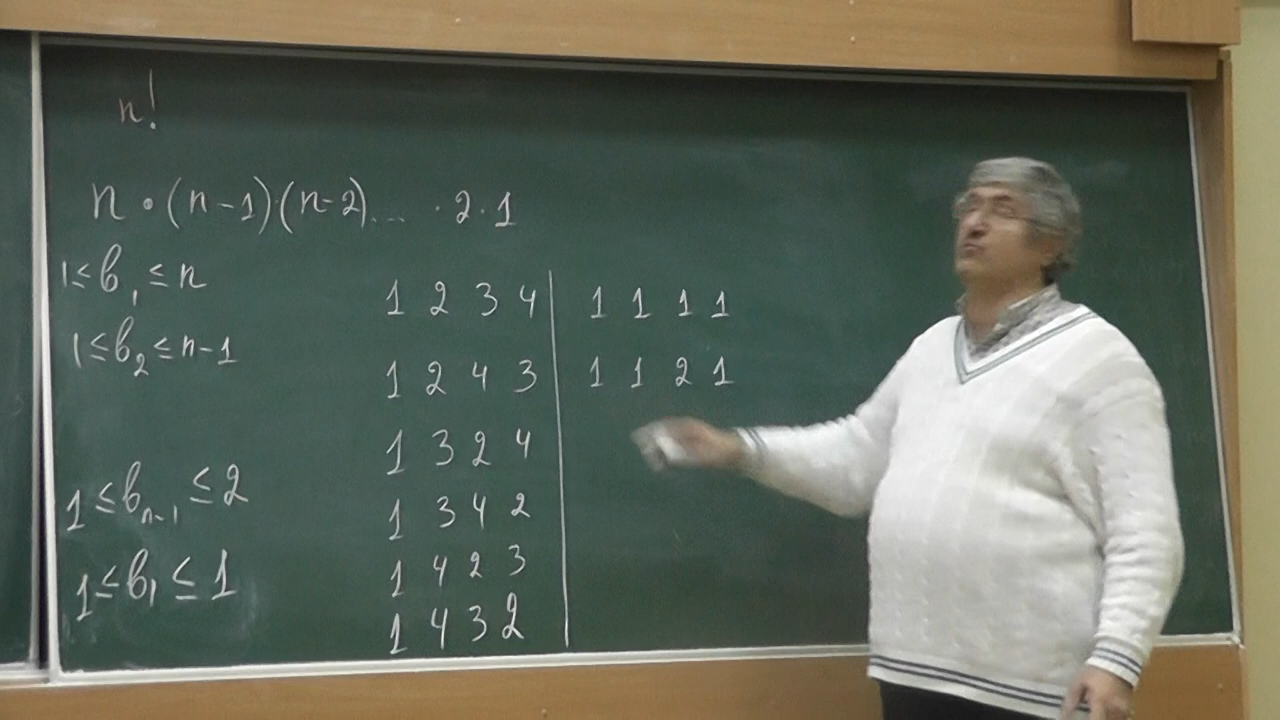 n!
n · (n-1)·(n-2)... · 2 · 1
1 ≤ b₁ ≤ n
1 ≤ b₂ ≤ n-1
1 ≤ bₙ₋₁ ≤ 2
1 ≤ b₁ ≤ 1
1 2 3 4 | 1 1 1 1
1 2 4 3 | 1 1 2 1
1 3 2 4
1 3 4 2
1 4 2 3
1 4 3 2